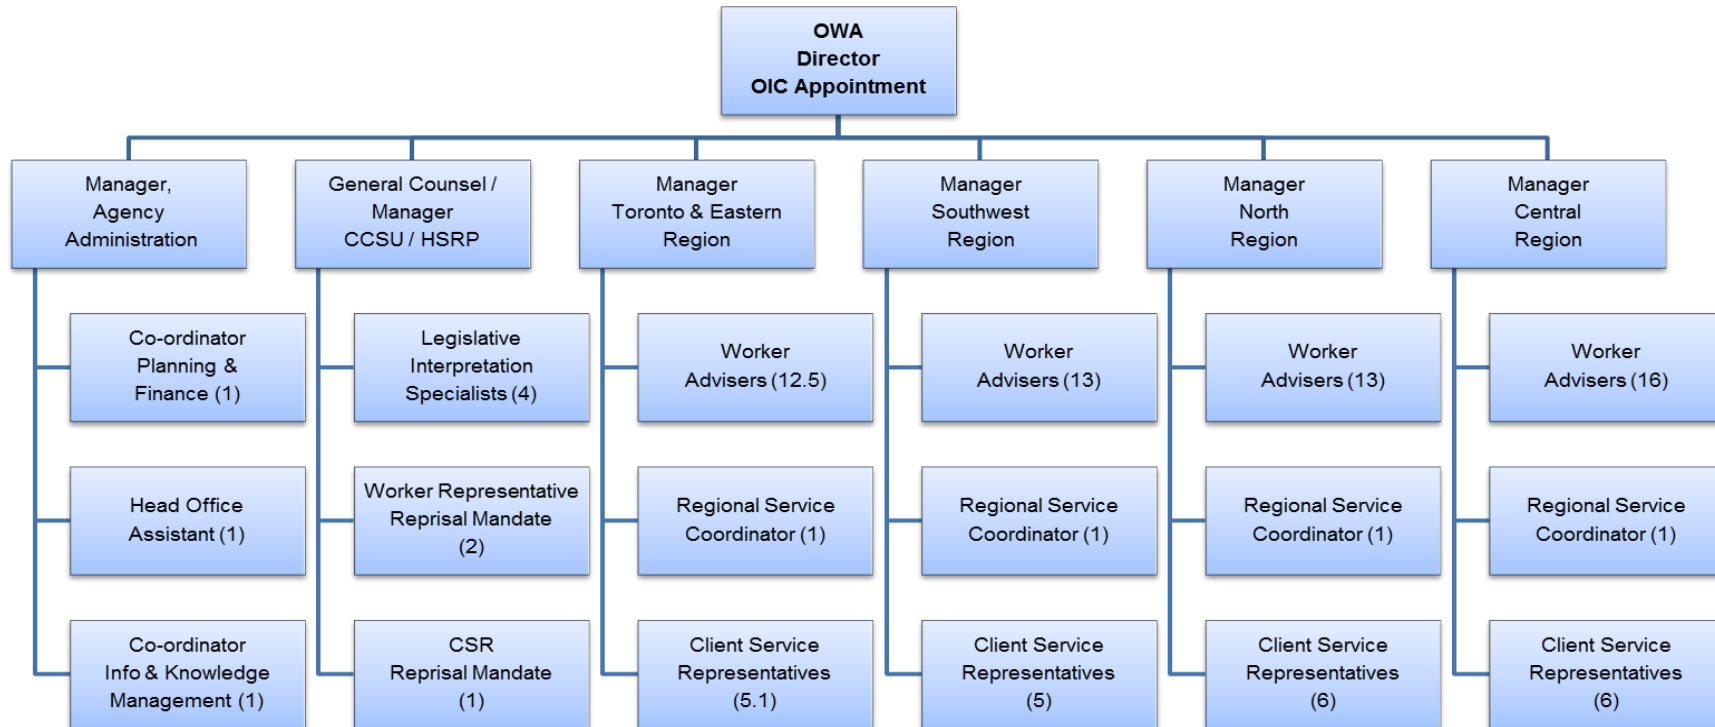 OWA
Director
OIC Appointment
Manager,
Agency
Administration
General Counsel /
Manager
CCSU / HSRP
Manager
Toronto & Eastern
Region
Manager
Southwest
Region
Manager
North
Region
Manager
Central
Region
Co-ordinator
Planning &
Finance (1)
Legislative
Interpretation
Specialists (4)
Worker
Advisers (12.5)
Worker
Advisers (13)
Worker
Advisers (13)
Worker
Advisers (16)
Head Office
Assistant (1)
Worker Representative
Reprisal Mandate
(2)
Regional Service
Coordinator (1)
Regional Service
Coordinator (1)
Regional Service
Coordinator (1)
Regional Service
Coordinator (1)
Co-ordinator
Info & Knowledge
Management (1)
CSR
Reprisal Mandate
(1)
Client Service
Representatives
(5.1)
Client Service
Representatives
(5)
Client Service
Representatives
(6)
Client Service
Representatives
(6)